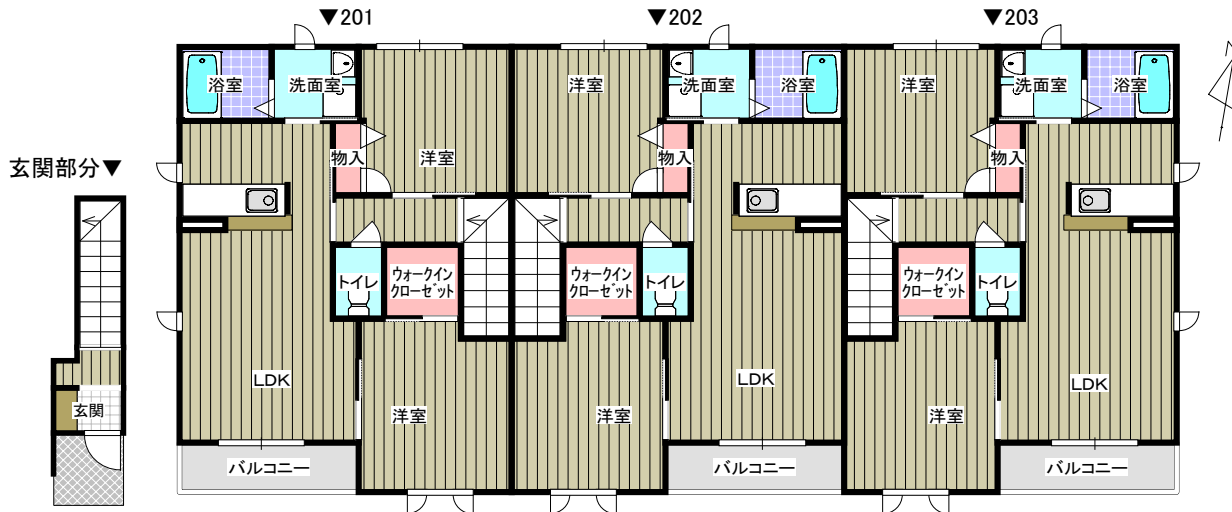 ▼201
▼202
▼203
浴室
洗面室
洋室
洗面室
浴室
洋室
洗面室
浴室
玄関部分▼
物入
洋室
物入
物入
トイレ
ウォークイン
クローゼット
ウォークイン
クローゼット
トイレ
ウォークイン
クローゼット
トイレ
LDK
洋室
洋室
LDK
洋室
LDK
玄関
バルコニー
バルコニー
バルコニー